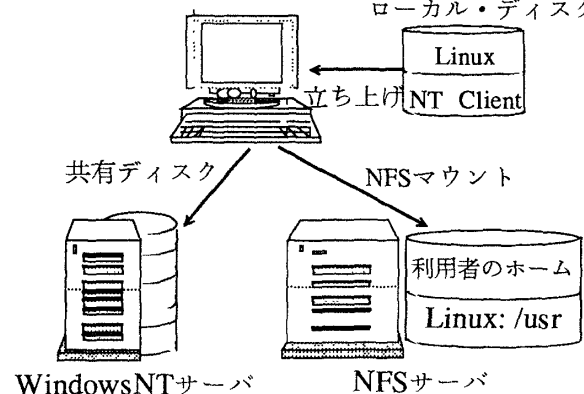 ローカル・ディスク
Linux
NT Client
立ち上げ
共有ディスク
NFSマウント
利用者のホーム
Linux: /usr
WindowsNTサーバ
NFSサーバ